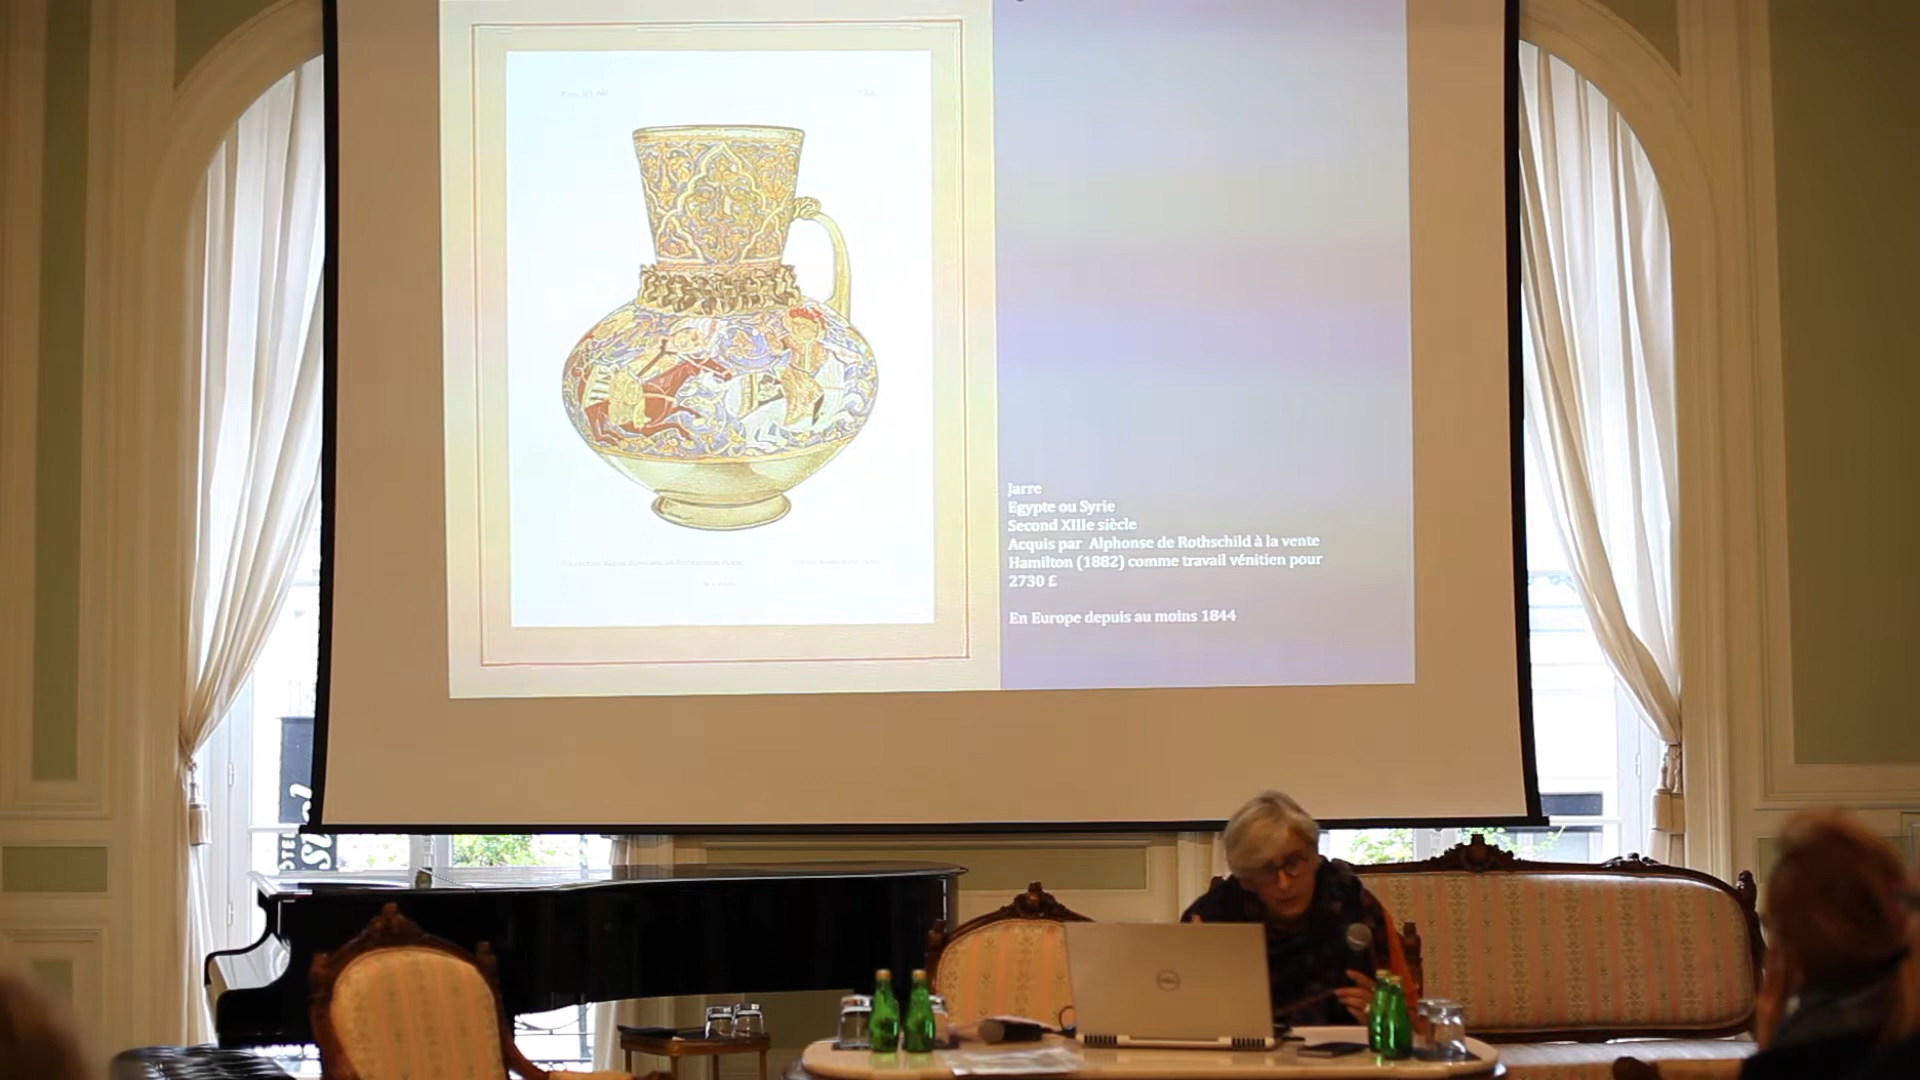 Jarre
Egypte ou Syrie
Second XIIIe siècle
Acquis par Alphonse de Rothschild à la vente
Hamilton (1882) comme travail vénitien pour
2730 £
En Europe depuis au moins 1844
DELL